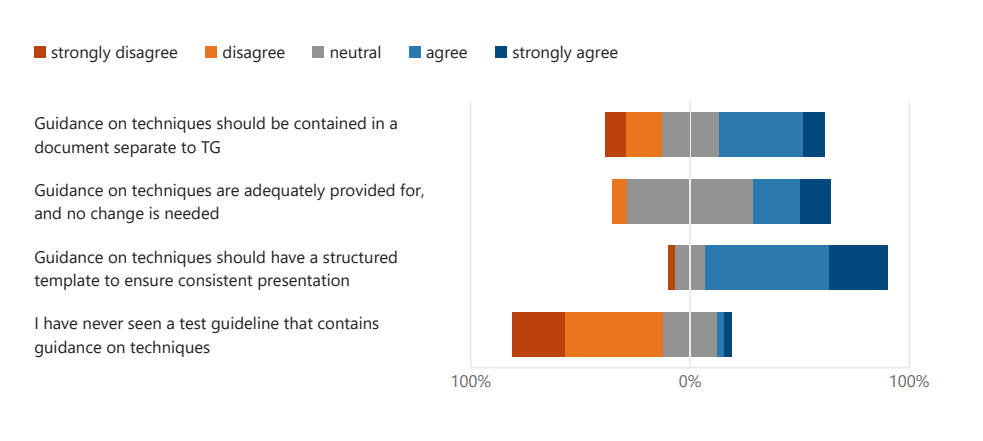 strongly disagree disagree neutral agree strongly agree
Guidance on techniques should be contained in a
document separate to TG
Guidance on techniques are adequately provided for,
and no change is needed
Guidance on techniques should have a structured
template to ensure consistent presentation
I have never seen a test guideline that contains
guidance on techniques
100% 0% 100%